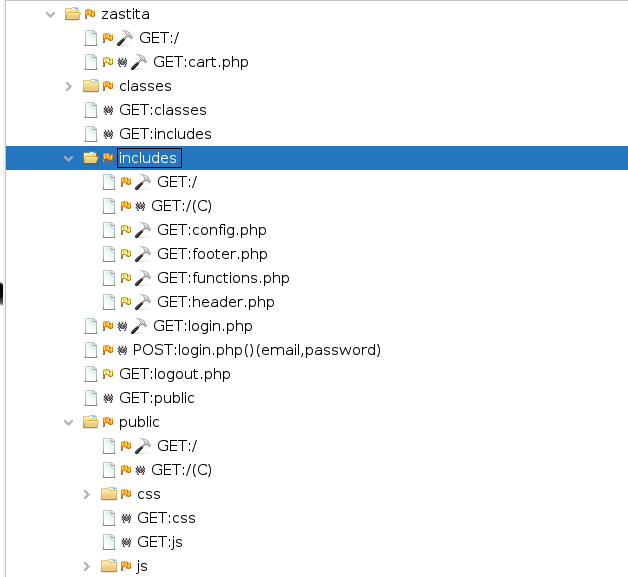 zastita
GET:/
GET:cart.php
classes
GET:classes
GET:includes
includes
GET:/
GET:/(C)
GET:config.php
GET:footer.php
GET:functions.php
GET:header.php
GET:login.php
POST:login.php()(email,password)
GET:logout.php
GET:public
public
GET:/
GET:/(C)
css
GET:css
GET:js
js